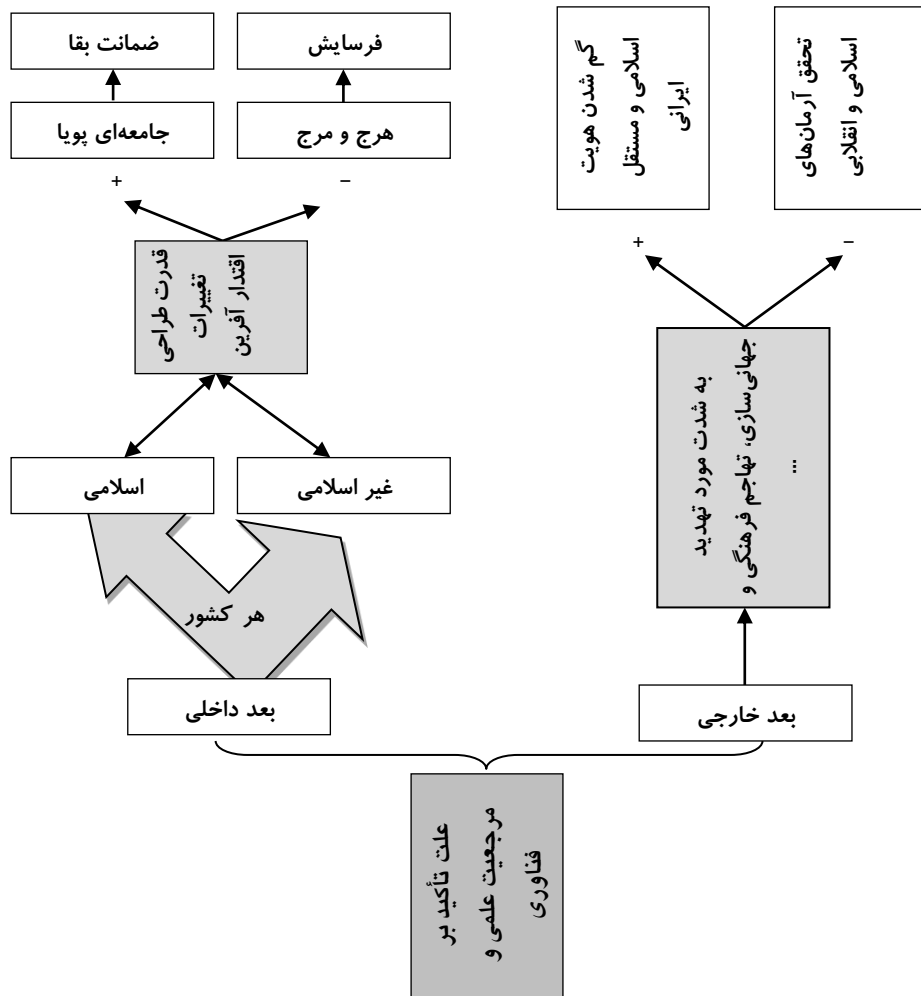 ضمانت بقا
فرسایش
جامعه‌ای پویا
هرج و مرج
گم شدن هویت
اسلامی و مستقل
ایرانی
تحقق آرمان‌های
اسلامی و انقلابی
+
−
+
−
قدرت طراحی
تغییرات
اقتدار آفرین
به شدت مورد تهدید
جهانی‌سازی، تهاجم فرهنگی و
...
اسلامی
غیر اسلامی
هر کشور
بعد داخلی
بعد خارجی
علت تأکید بر
مرجعیت علمی و
فناوری